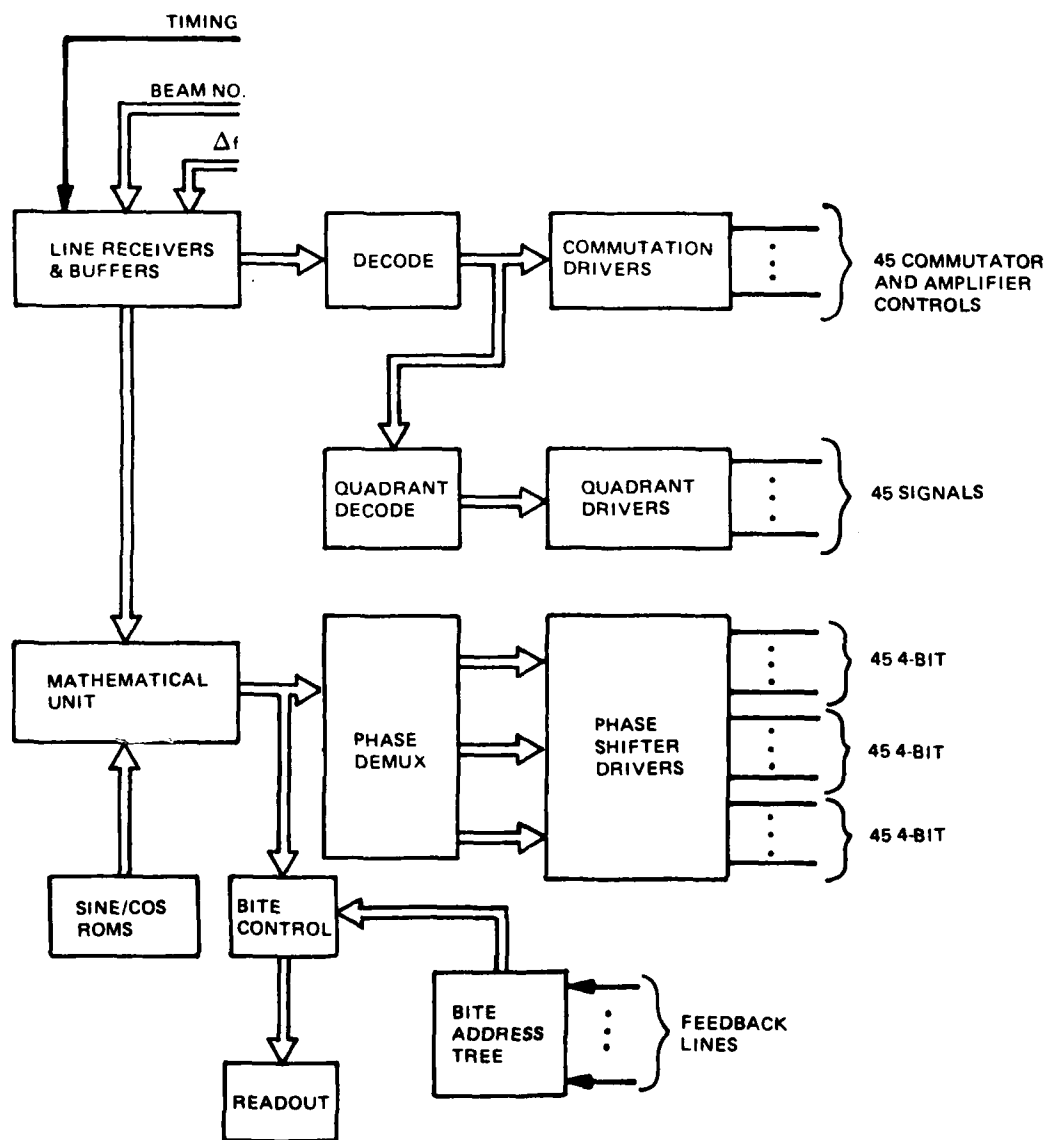 TIMING
BEAM NO.
Δf
LINE RECEIVERS
& BUFFERS
DECODE
COMMUTATION
DRIVERS
45 COMMUTATOR
AND AMPLIFIER
CONTROLS
QUADRANT
DECODE
QUADRANT
DRIVERS
45 SIGNALS
MATHEMATICAL
UNIT
PHASE
DEMUX
PHASE
SHIFTER
DRIVERS
45 4-BIT
45 4-BIT
45 4-BIT
SINE/COS
ROMS
BITE
CONTROL
BITE
ADDRESS
TREE
FEEDBACK
LINES
READOUT